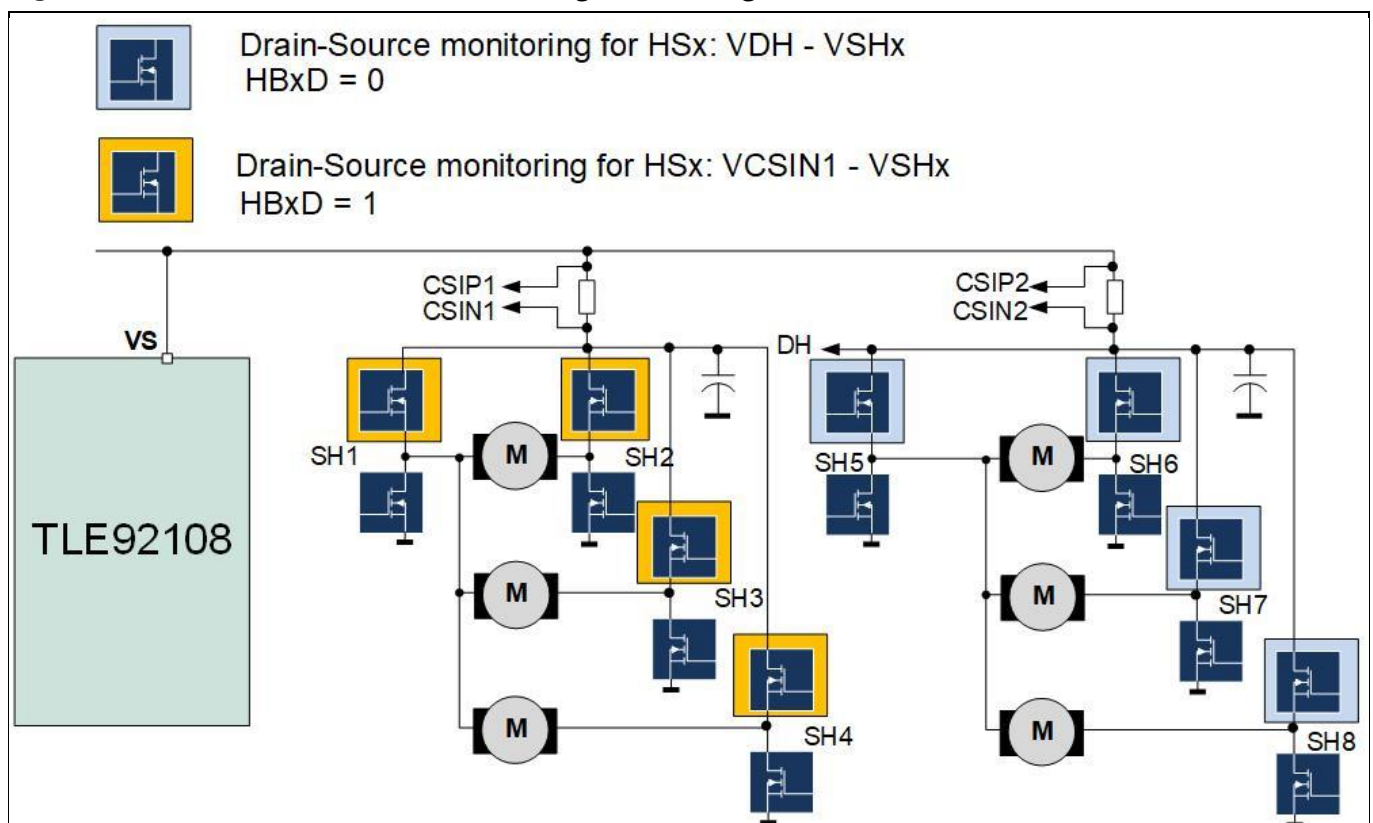 Drain-Source monitoring for HSx: VDH - VSHx
HBxD = 0
Drain-Source monitoring for HSx: VCSIN1 - VSHx
HBxD = 1
CSIP1
CSIN1
CSIP2
CSIN2
VS
DH
TLE92108
SH1
M
SH2
SH5
M
SH6
M
SH3
M
SH7
M
SH4
M
SH8